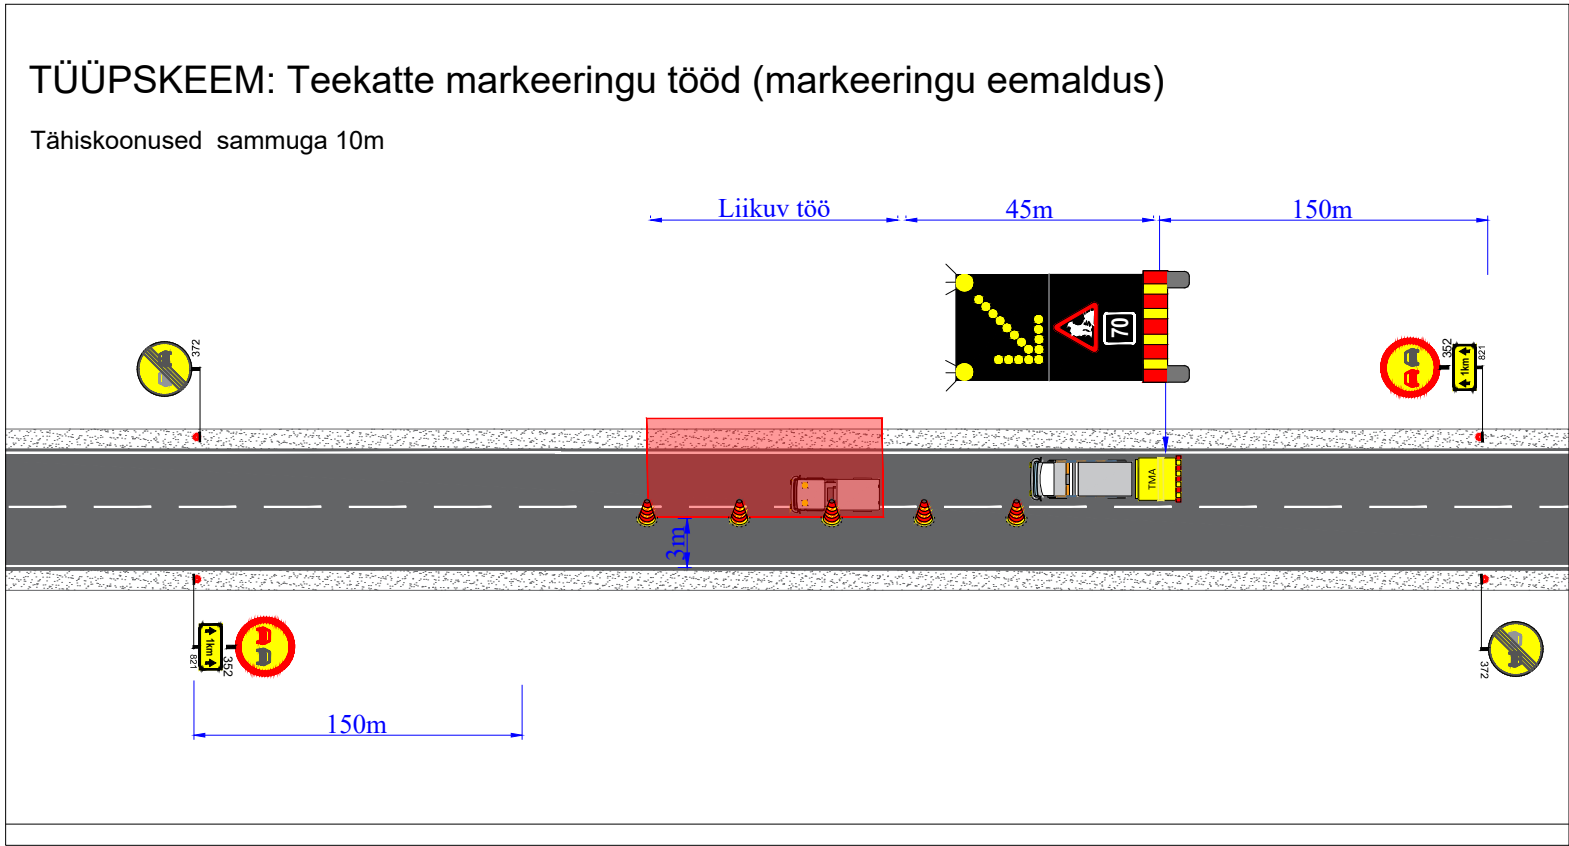 TÜÜPSKEEM: Teekatte markeeringu tööd (markeeringu eemaldus)
Tähiskoonused sammuga 10m
Liikuv töö
45m
150m
70
372
352
1km
821
TMA
3m
821
1km
352
372
150m